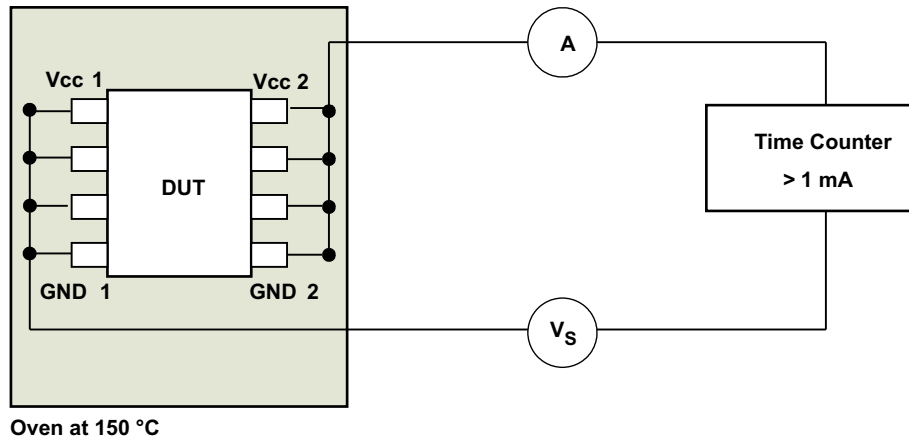 A
Vcc 1
Vcc 2
Time Counter
> 1 mA
DUT
GND 1
GND 2
VS
Oven at 150 °C